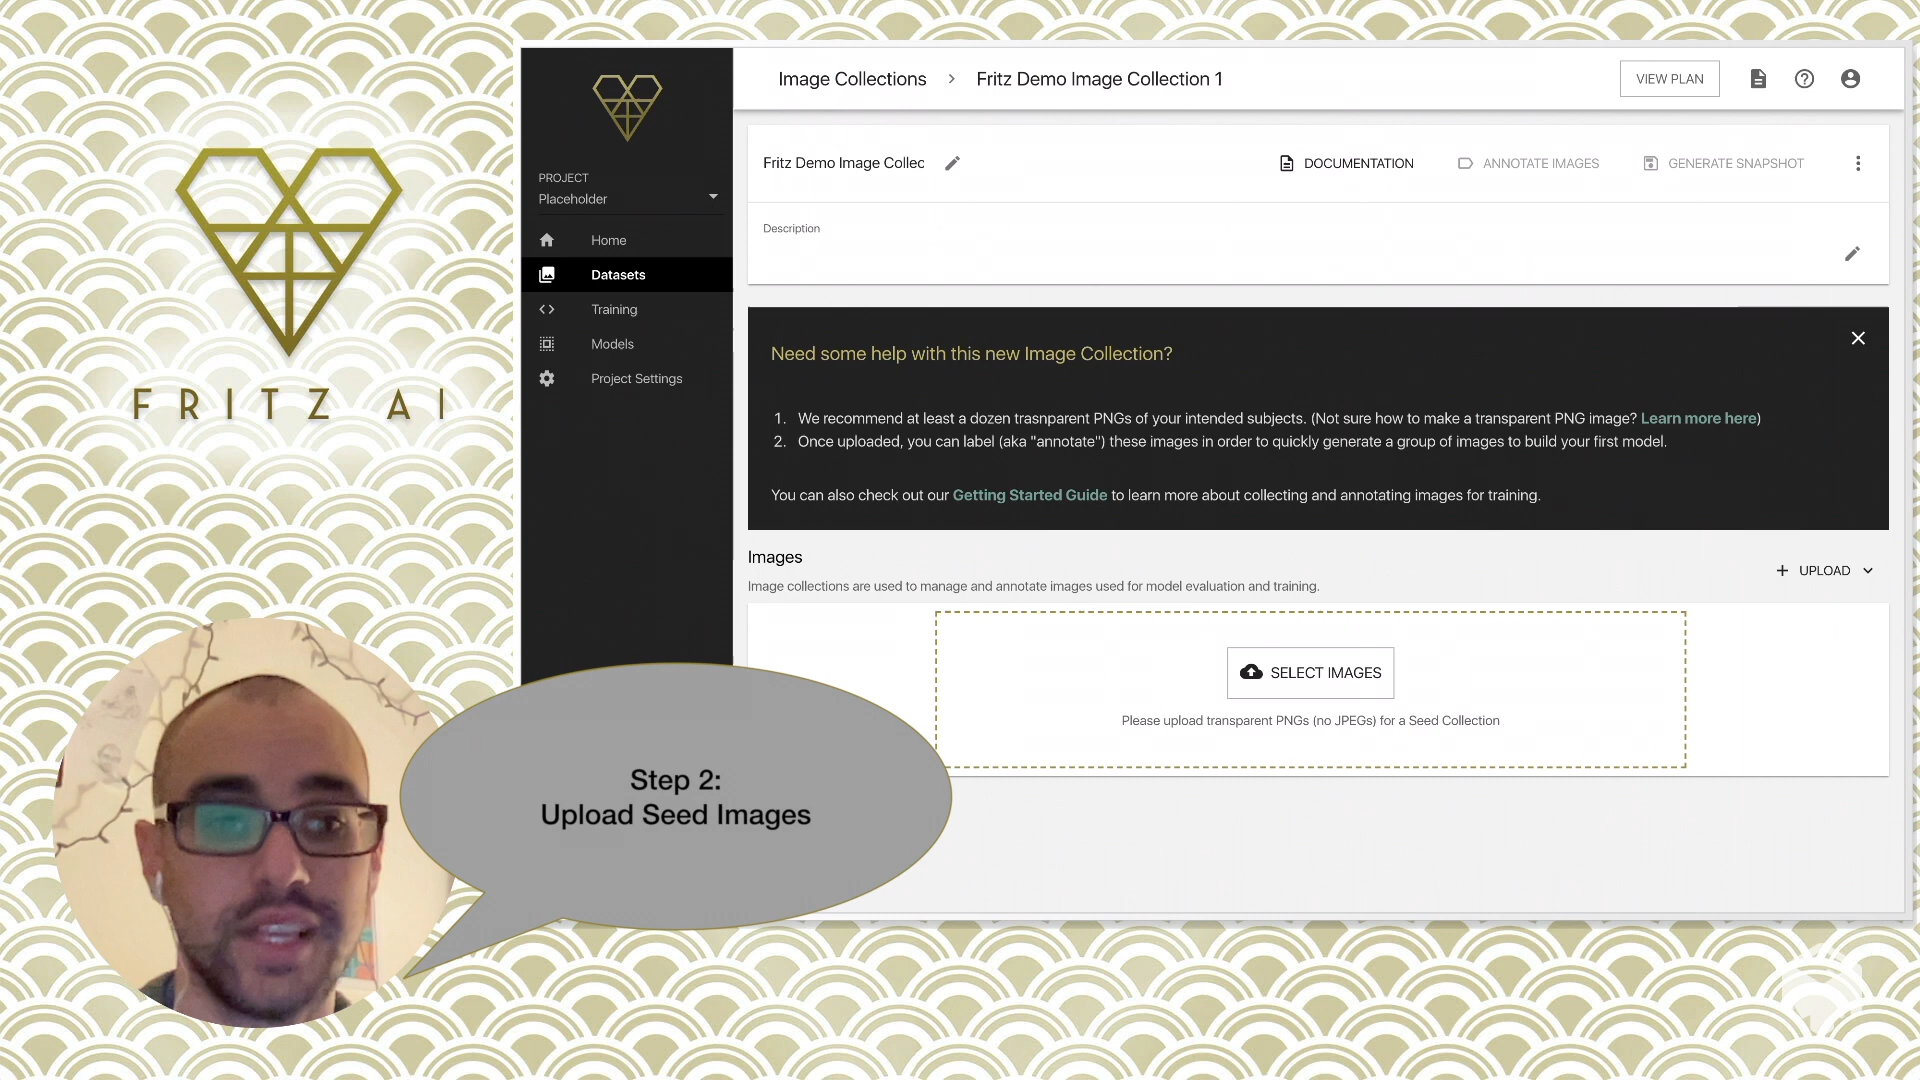 FRITZ AI
PROJECT
Placeholder
Home
Datasets
Training
Models
Project Settings
Image Collections > Fritz Demo Image Collection 1
VIEW PLAN
Fritz Demo Image Collec
DOCUMENTATION
ANNOTATE IMAGES
GENERATE SNAPSHOT
Description
Need some help with this new Image Collection?
1. We recommend at least a dozen trasnparent PNGs of your intended subjects. (Not sure how to make a transparent PNG image? Learn more here)
2. Once uploaded, you can label (aka "annotate") these images in order to quickly generate a group of images to build your first model.
You can also check out our Getting Started Guide to learn more about collecting and annotating images for training.
Images
+ UPLOAD
Image collections are used to manage and annotate images used for model evaluation and training.
SELECT IMAGES
Please upload transparent PNGs (no JPEGs) for a Seed Collection
Step 2:
Upload Seed Images